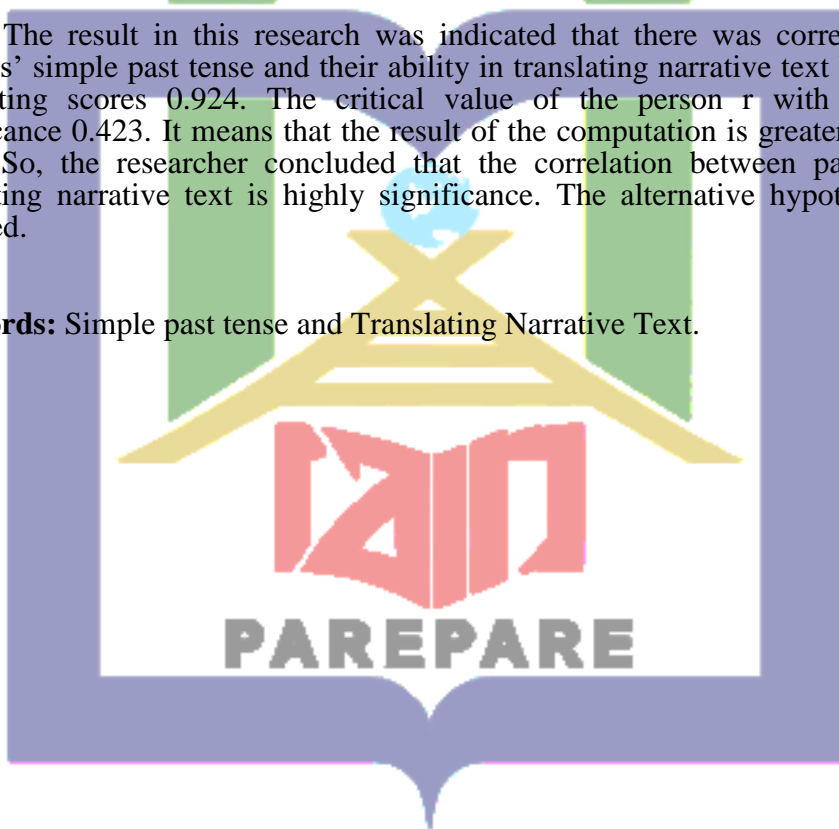 The result in this research was indicated that there was corre
s’ simple past tense and their ability in translating narrative text
ting scores 0.924. The critical value of the person r with
cance 0.423. It means that the result of the computation is greater
So, the researcher concluded that the correlation between pa
ting narrative text is highly significance. The alternative hypot
ed.
ords: Simple past tense and Translating Narrative Text.
iain
PAREPARE